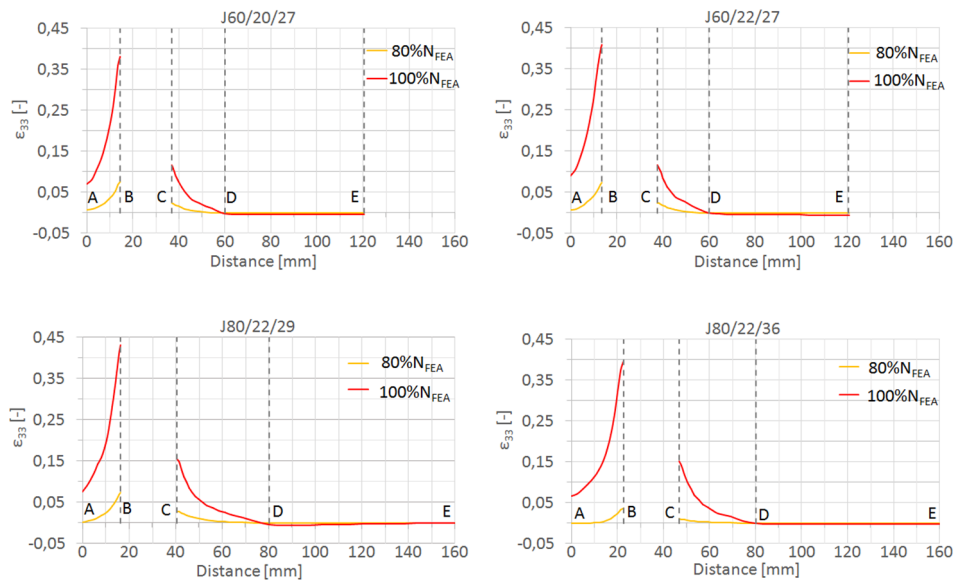 J60/20/27
0,45
0,35
0,25
0,15
0,05
-0,05
ε33 [-]
80%NFEA
100%NFEA
A B C D E
0 20 40 60 80 100 120 140 160
Distance [mm]
J60/22/27
0,45
0,35
0,25
0,15
0,05
-0,05
ε33 [-]
80%NFEA
100%NFEA
A B C D E
0 20 40 60 80 100 120 140 160
Distance [mm]
J80/22/29
0,45
0,35
0,25
0,15
0,05
-0,05
ε33 [-]
80%NFEA
100%NFEA
A B C D E
0 20 40 60 80 100 120 140 160
Distance [mm]
J80/22/36
0,45
0,35
0,25
0,15
0,05
-0,05
ε33 [-]
80%NFEA
100%NFEA
A B C D E
0 20 40 60 80 100 120 140 160
Distance [mm]